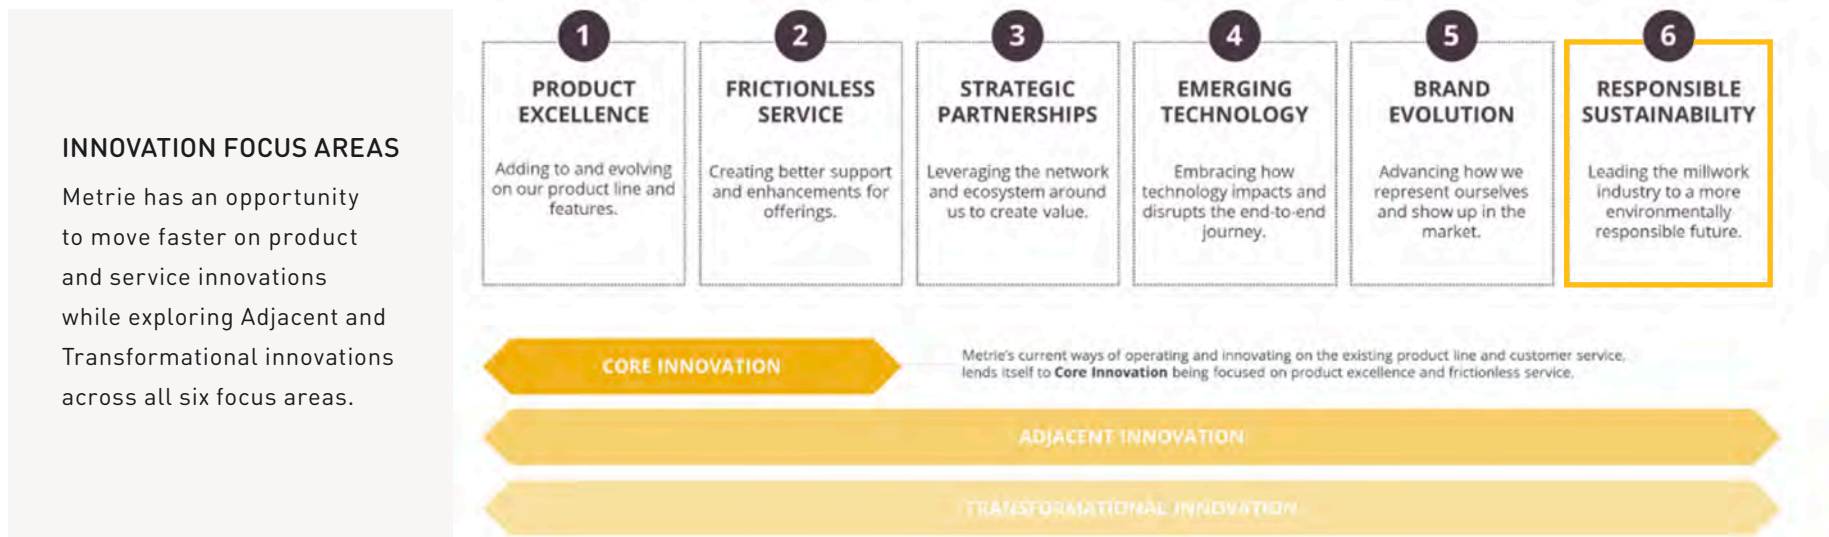 INNOVATION FOCUS AREAS
Metrie has an opportunity
to move faster on product
and service innovations
while exploring Adjacent and
Transformational innovations
across all six focus areas.
1
PRODUCT
EXCELLENCE
Adding to and evolving
on our product line and
features.
2
FRICTIONLESS
SERVICE
Creating better support
and enhancements for
offerings.
3
STRATEGIC
PARTNERSHIPS
Leveraging the network
and ecosystem around
us to create value.
4
EMERGING
TECHNOLOGY
Embracing how
technology impacts and
disrupts the end-to-end
journey.
5
BRAND
EVOLUTION
Advancing how we
represent ourselves
and show up in the
market.
6
RESPONSIBLE
SUSTAINABILITY
Leading the millwork
industry to a more
environmentally
responsible future.
CORE INNOVATION
Metrie's current ways of operating and innovating on the existing product line and customer service,
lends itself to Core Innovation being focused on product excellence and frictionless service.
ADJACENT INNOVATION
TRANSFORMATIONAL INNOVATION